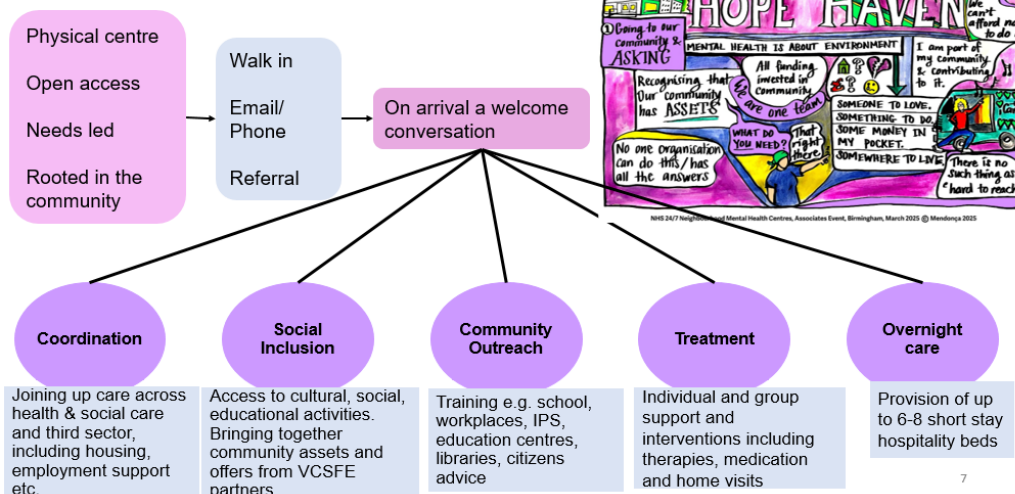 Physical centre
Open access
Needs led
Rooted in the
community
Walk in
Email/
Phone
Referral
On arrival a welcome
conversation
HOPE HAVEN
① Going to our
community &
ASKING
MENTAL HEALTH IS ABOUT ENVIRONMENT
Recognising that
Our community
has ASSETS
All funding
invested in
community
We are one team
No one organisation
can do this/has
all the answers
WHAT DO
YOU NEED?
That
right
there
SOMEONE TO LOVE.
SOMETHING TO DO.
SOME MONEY IN
MY POCKET.
SOMEWHERE TO LIVE
We
can't
afford
to do
I am part of
my community
& contributing
to it.
There is no
such thing as
"hard to reach
NHS 24/7 Neighbourhood Mental Health Centres, Associates Event, Birmingham, March 2025 © Mendonça 2025
Coordination
Joining up care across
health & social care
and third sector,
including housing,
employment support
etc.
Social
Inclusion
Access to cultural, social,
educational activities.
Bringing together
community assets and
offers from VCSFE
partners
Community
Outreach
Training e.g. school,
workplaces, IPS,
education centres,
libraries, citizens
advice
Treatment
Individual and group
support and
interventions including
therapies, medication
and home visits
Overnight
care
Provision of up
to 6-8 short stay
hospitality beds
7